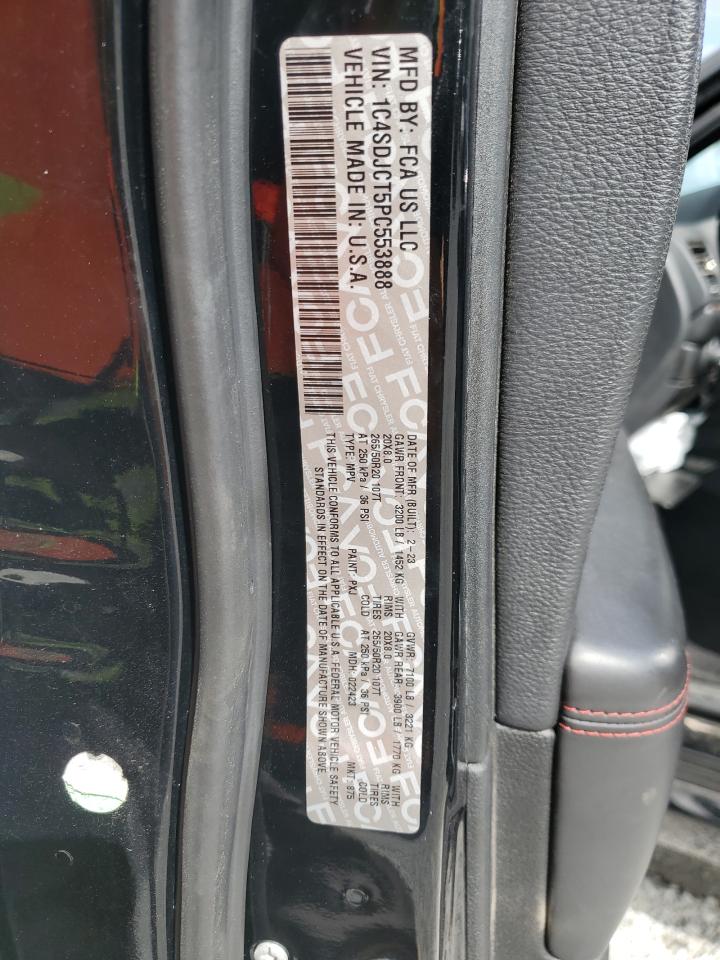 MFD BY: FCA US LLC
VIN: 1C4SDJCT5PC553888
VEHICLE MADE IN: U.S.A.
DATE OF MFR (BUILT): 2-23 GVWR: 7100 LB / 3221 KG
GAWR FRONT: 3200 LB / 1452 KG WITH GAWR REAR: 3900 LB / 1770 KG WITH
20X8.0 RIMS 20X8.0 RIMS
265/50R20 107T TIRES 265/50R20 107T TIRES
AT 250 kPa / 36 PSI COLD AT 250 kPa / 36 PSI COLD
TYPE: MPV PAINT: PXJ MDH: 022423 MKT: 875
THIS VEHICLE CONFORMS TO ALL APPLICABLE U.S.A. FEDERAL MOTOR VEHICLE SAFETY
STANDARDS IN EFFECT ON THE DATE OF MANUFACTURE SHOWN ABOVE.